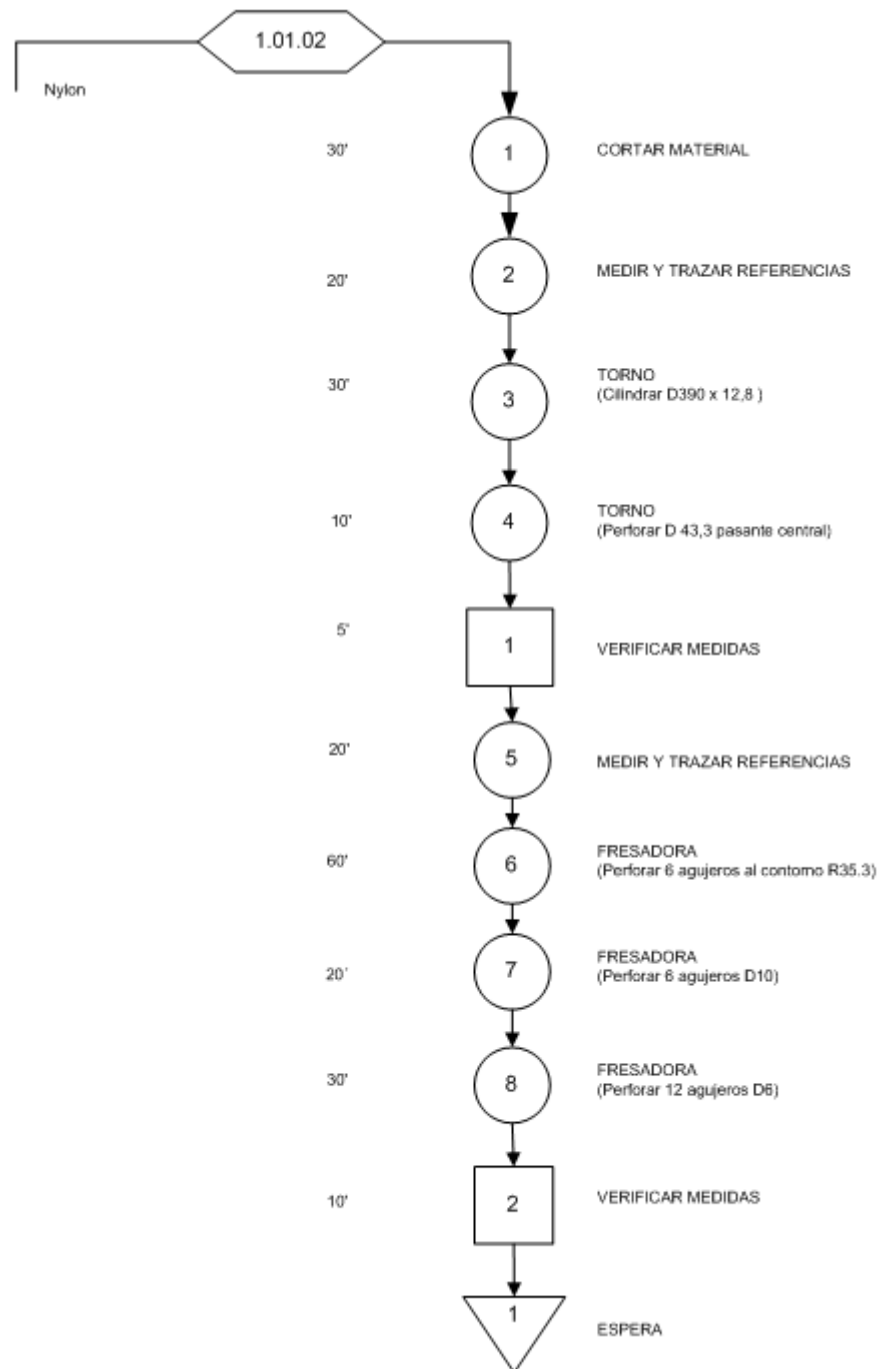 1.01.02
Nylon
30'
1
CORTAR MATERIAL
20'
2
MEDIR Y TRAZAR REFERENCIAS
30'
3
TORNO
(Cilindrar D390 x 12,8 )
10'
4
TORNO
(Perforar D 43,3 pasante central)
5'
1
VERIFICAR MEDIDAS
20'
5
MEDIR Y TRAZAR REFERENCIAS
60'
6
FRESADORA
(Perforar 6 agujeros al contorno R35.3)
20'
7
FRESADORA
(Perforar 6 agujeros D10)
30'
8
FRESADORA
(Perforar 12 agujeros D6)
10'
2
VERIFICAR MEDIDAS
1
ESPERA